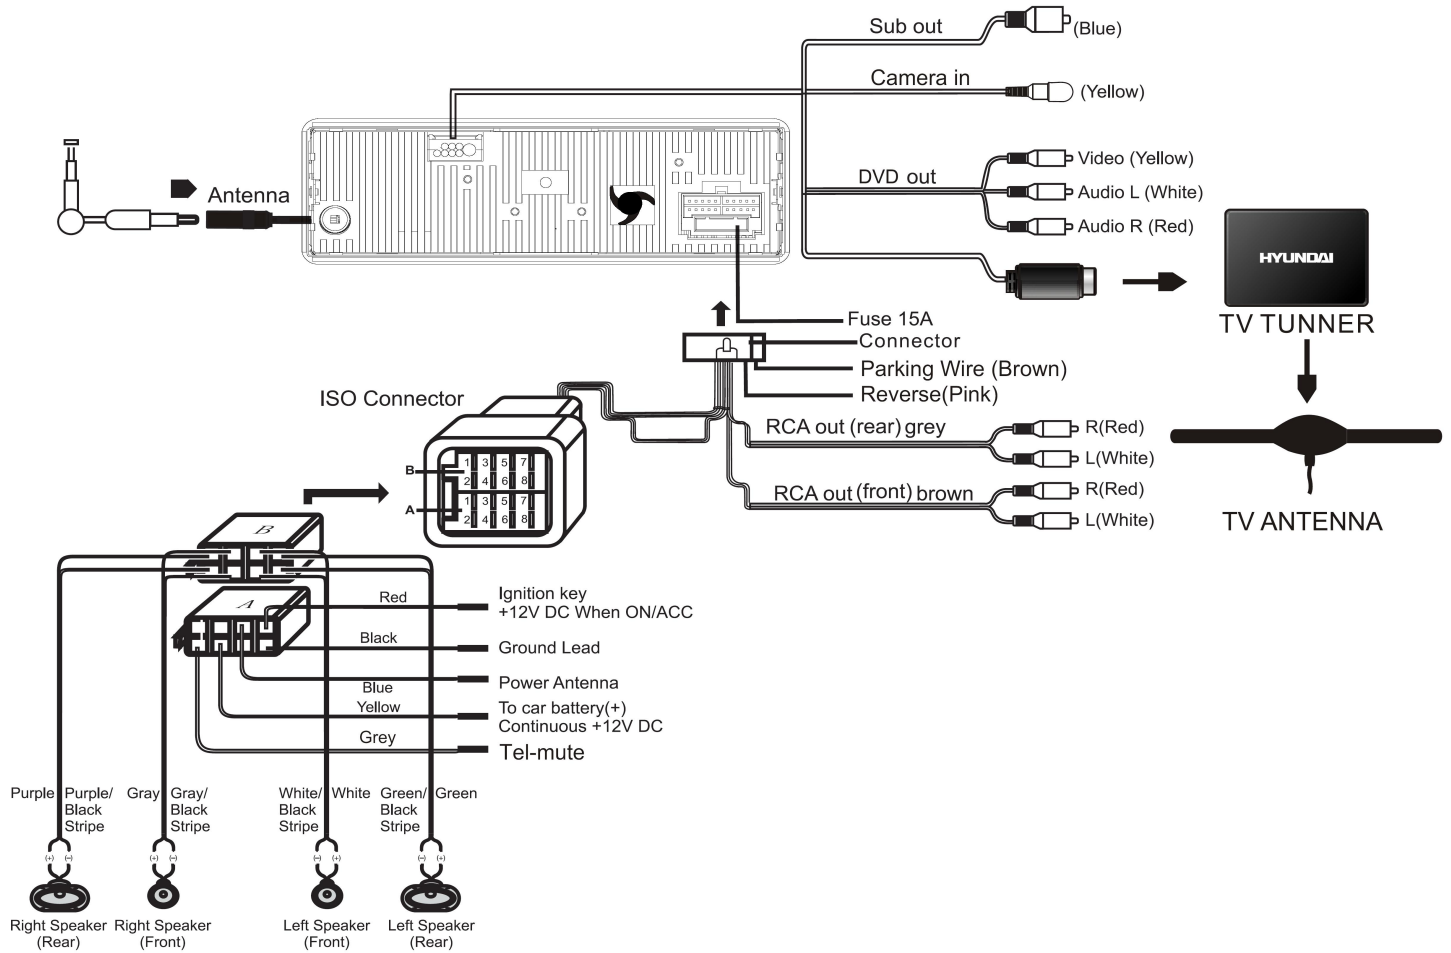 Sub out
(Blue)
Camera in
(Yellow)
Antenna
DVD out
Video (Yellow)
Audio L (White)
Audio R (Red)
HYUNDAI
TV TUNNER
Fuse 15A
Connector
Parking Wire (Brown)
Reverse(Pink)
ISO Connector
RCA out (rear) grey
R(Red)
L(White)
RCA out (front) brown
R(Red)
L(White)
TV ANTENNA
B
1 3 5 7
2 4 6 8
A
1 3 5 7
2 4 6 8
B
A
Red
Ignition key
+12V DC When ON/ACC
Black
Ground Lead
Blue
Power Antenna
Yellow
To car battery(+)
Continuous +12V DC
Grey
Tel-mute
Purple
Purple/
Black
Stripe
Gray
Gray/
Black
Stripe
White/
Black
Stripe
White
Green/
Black
Stripe
Green
(+) (-)
(+) (-)
(-) (+)
(-) (+)
Right Speaker
(Rear)
Right Speaker
(Front)
Left Speaker
(Front)
Left Speaker
(Rear)